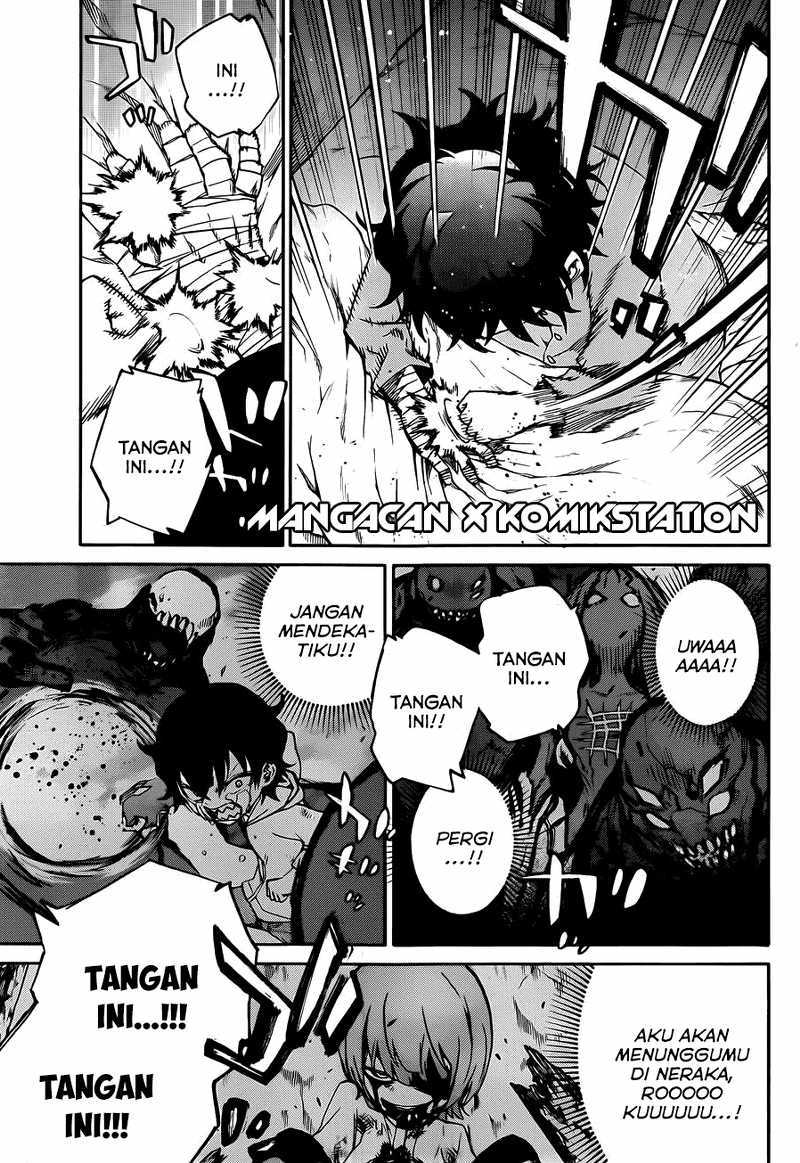 INI
...!!
TANGAN
INI...!!
MANGACAN X KOMIKSTATION
UWAAA
AAAA!!
TANGAN
INI...
TANGAN
INI!!
PERGI
...!!
JANGAN
MENDEKA-
TIKU!!
AKU AKAN
MENUNGGUMU
DI NERAKA,
ROOOOO
KUUUUUU...!
TANGAN
INI...!!!
TANGAN
INI!!!